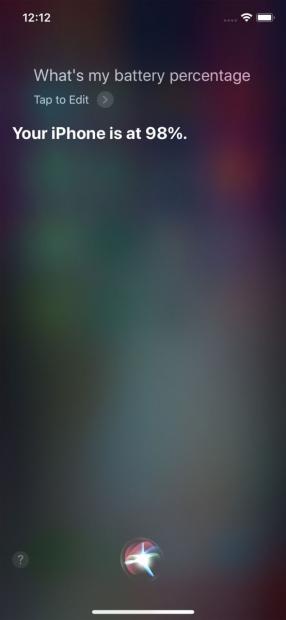 12:12
What's my battery percentage
Tap to Edit
Your iPhone is at 98%.
?